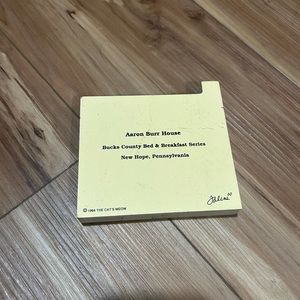 Aaron Burr House
Bucks County Bed & Breakfast Series
New Hope, Pennsylvania
© 1994 THE CAT'S MEOW